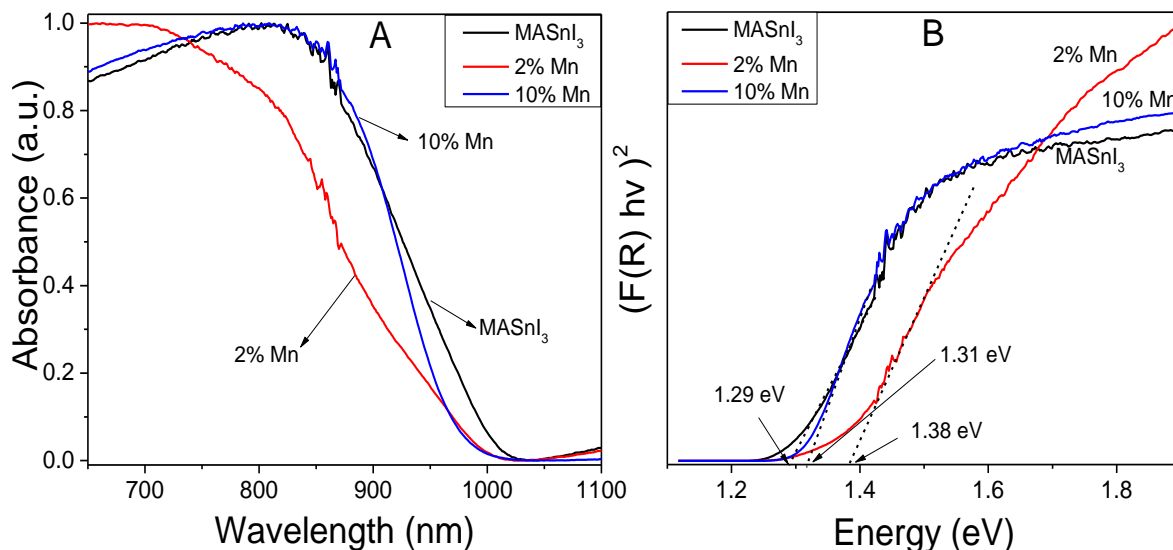 A
MASnI₃
2% Mn
10% Mn
10% Mn
MASnI₃
2% Mn
1.0
0.8
0.6
0.4
0.2
0.0
700
800
900
1000
1100
Absorbance (a.u.)
Wavelength (nm)
B
MASnI₃
2% Mn
10% Mn
2% Mn
10% Mn
MASnI₃
1.31 eV
1.29 eV
1.38 eV
1.2
1.4
1.6
1.8
(F(R) hv )²
Energy (eV)